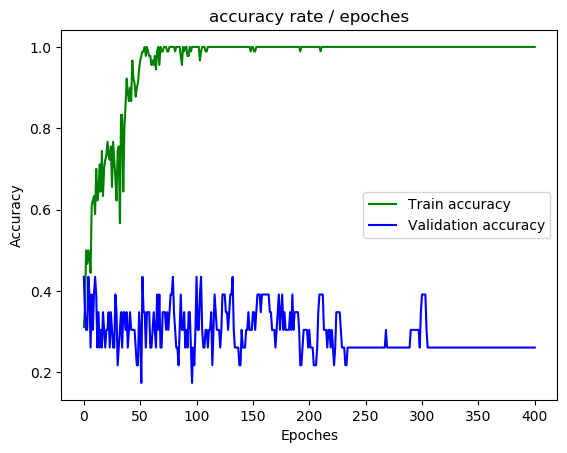 accuracy rate / epoches
1.0
0.8
0.6
0.4
0.2
Accuracy
Train accuracy
Validation accuracy
0 50 100 150 200 250 300 350 400
Epoches